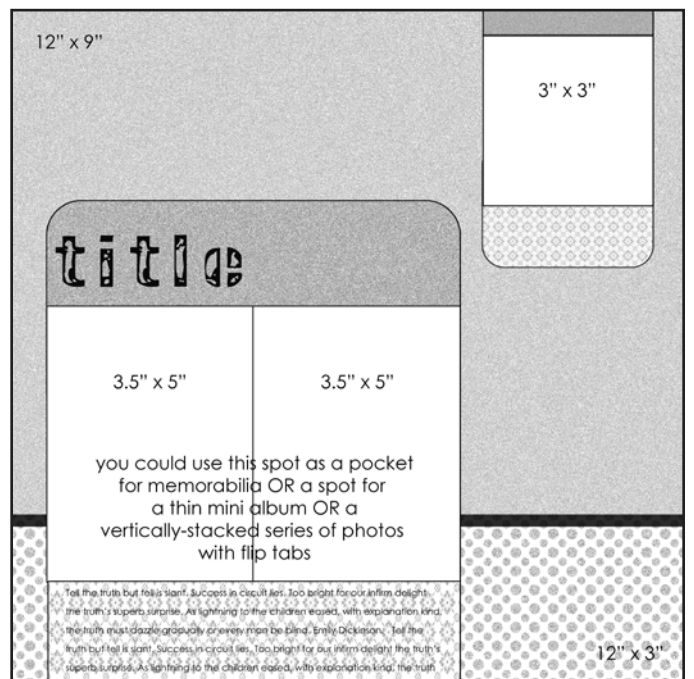 12” x 9”
3” x 3”
title
3.5” x 5”
3.5” x 5”
you could use this spot as a pocket
for memorabilia OR a spot for
a thin mini album OR a
vertically-stacked series of photos
with flip tabs
Tell the truth but tell is slant. Success in circuit lies. Too bright for our infirm delight
the truth's superb surprise. As lightning to the children eased, with explanation kind,
the truth must dazzle gradually or every man be blind. Emily Dickinson. Tell the
truth but tell is slant. Success in circuit lies. Too bright for our infirm delight the truth's
superb surprise. As lightning to the children eased, with explanation kind, the truth
12” x 3”